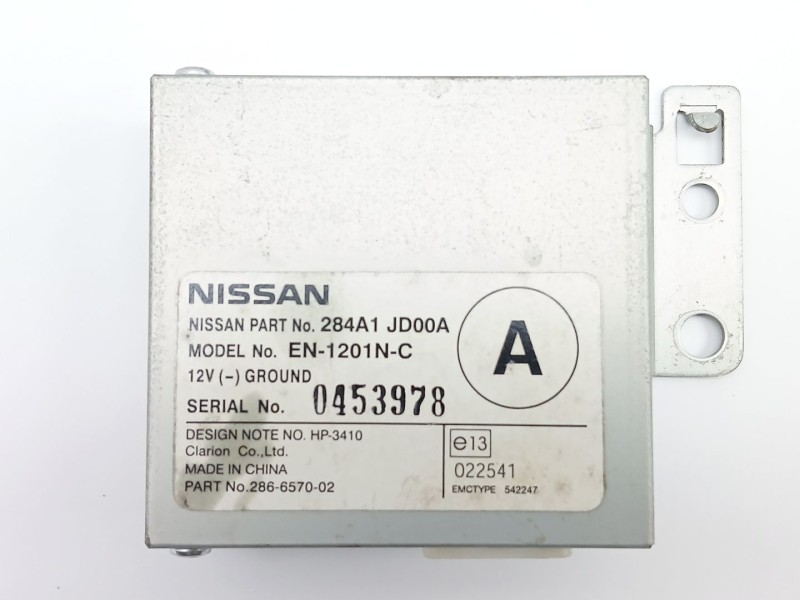 NISSAN
NISSAN PART No. 284A1 JD00A
MODEL No. EN-1201N-C
12V (-) GROUND
SERIAL No. 0453978
A
DESIGN NOTE NO. HP-3410
Clarion Co.,Ltd.
MADE IN CHINA
PART No.286-6570-02
e13
022541
EMCTYPE 542247